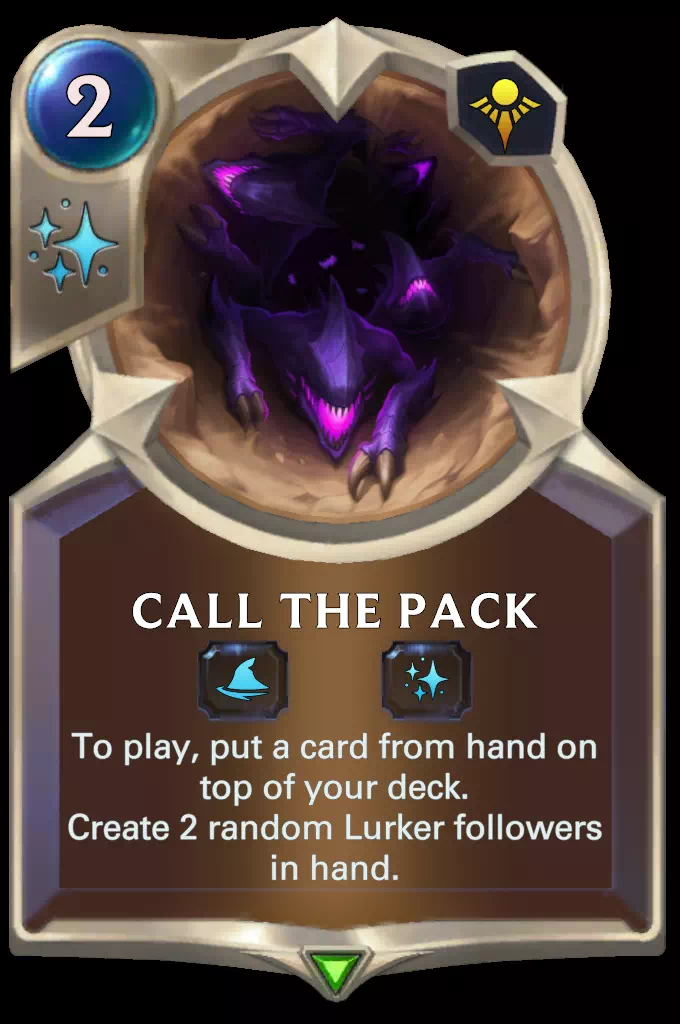 2
CALL THE PACK
To play, put a card from hand on
top of your deck.
Create 2 random Lurker followers
in hand.